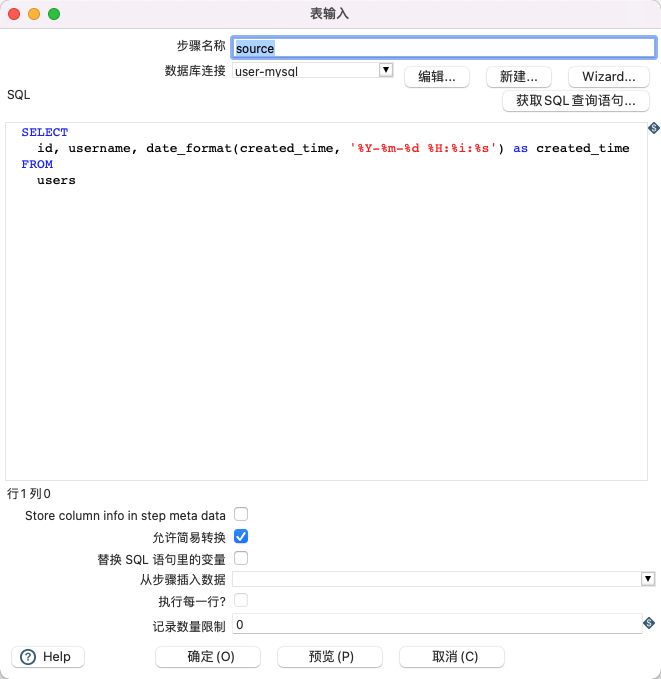 表输入
步骤名称 source
数据库连接 user-mysql 编辑... 新建... Wizard...
SQL 获取SQL查询语句...
SELECT
id, username, date_format(created_time, '%Y-%m-%d %H:%i:%s') as created_time
FROM
users
行1列0
Store column info in step meta data
允许简易转换
替换 SQL 语句里的变量
从步骤插入数据
执行每一行?
记录数量限制 0
Help 确定(O) 预览(P) 取消(C)